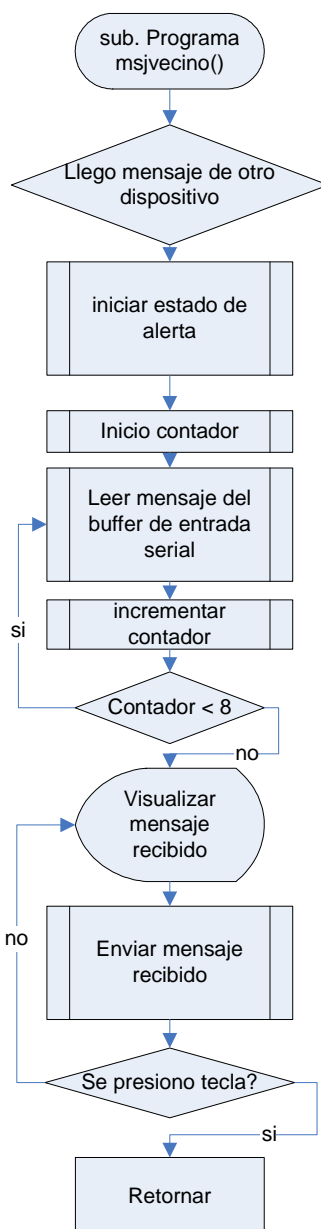 sub. Programa
msjvecino()
Llego mensaje de otro
dispositivo
iniciar estado de
alerta
Inicio contador
Leer mensaje del
buffer de entrada
serial
si
incrementar
contador
Contador < 8
no
Visualizar
mensaje
recibido
no
Enviar mensaje
recibido
Se presiono tecla?
si
Retornar